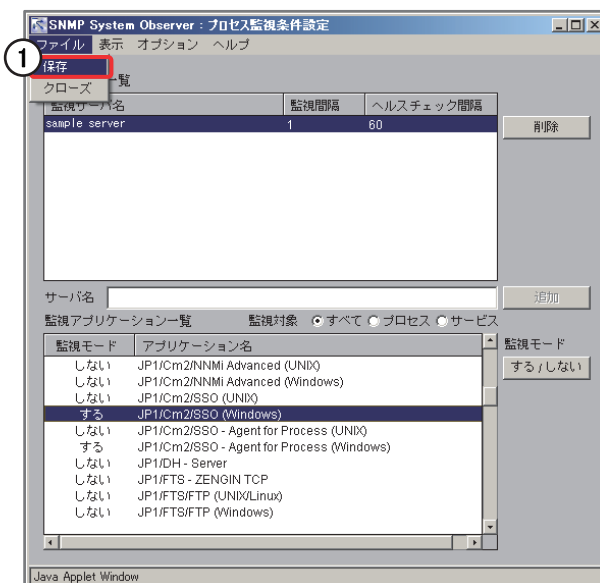 SNMP System Observer : プロセス監視条件設定
ファイル 表示 オプション ヘルプ
1
保存
クローズ
一覧
監視サーバ名 監視間隔 ヘルスチェック間隔
sample server 1 60
削除
サーバ名 追加
監視アプリケーション一覧 監視対象 すべて プロセス サービス
監視モード アプリケーション名 監視モード
しない JP1/Cm2/NNMi Advanced (UNIX) する / しない
しない JP1/Cm2/NNMi Advanced (Windows)
しない JP1/Cm2/SSO (UNIX)
する JP1/Cm2/SSO (Windows)
しない JP1/Cm2/SSO - Agent for Process (UNIX)
する JP1/Cm2/SSO - Agent for Process (Windows)
しない JP1/DH - Server
しない JP1/FTS - ZENGIN TCP
しない JP1/FTS/FTP (UNIX/Linux)
しない JP1/FTS/FTP (Windows)
Java Applet Window